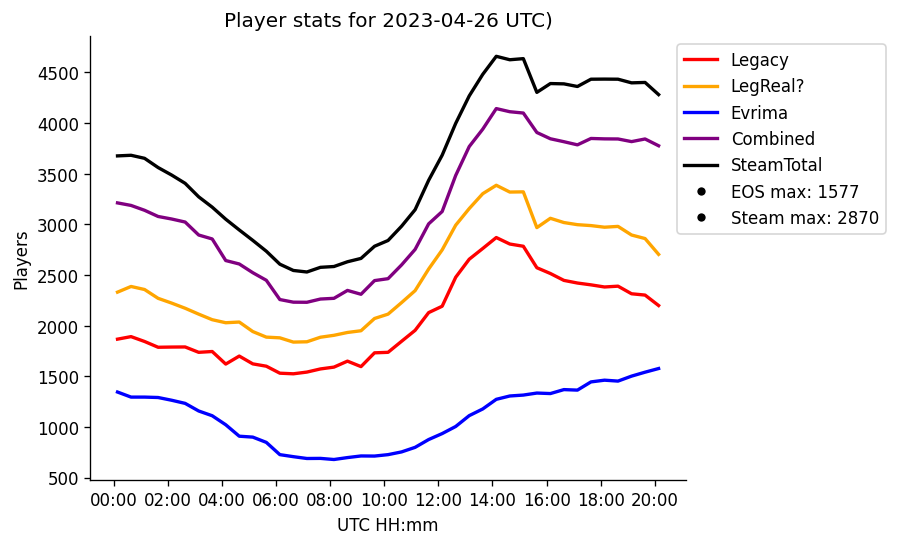 Player stats for 2023-04-26 UTC)
Legacy
LegReal?
Evrima
Combined
SteamTotal
EOS max: 1577
Steam max: 2870
Players
4500
4000
3500
3000
2500
2000
1500
1000
500
00:00 02:00 04:00 06:00 08:00 10:00 12:00 14:00 16:00 18:00 20:00
UTC HH:mm